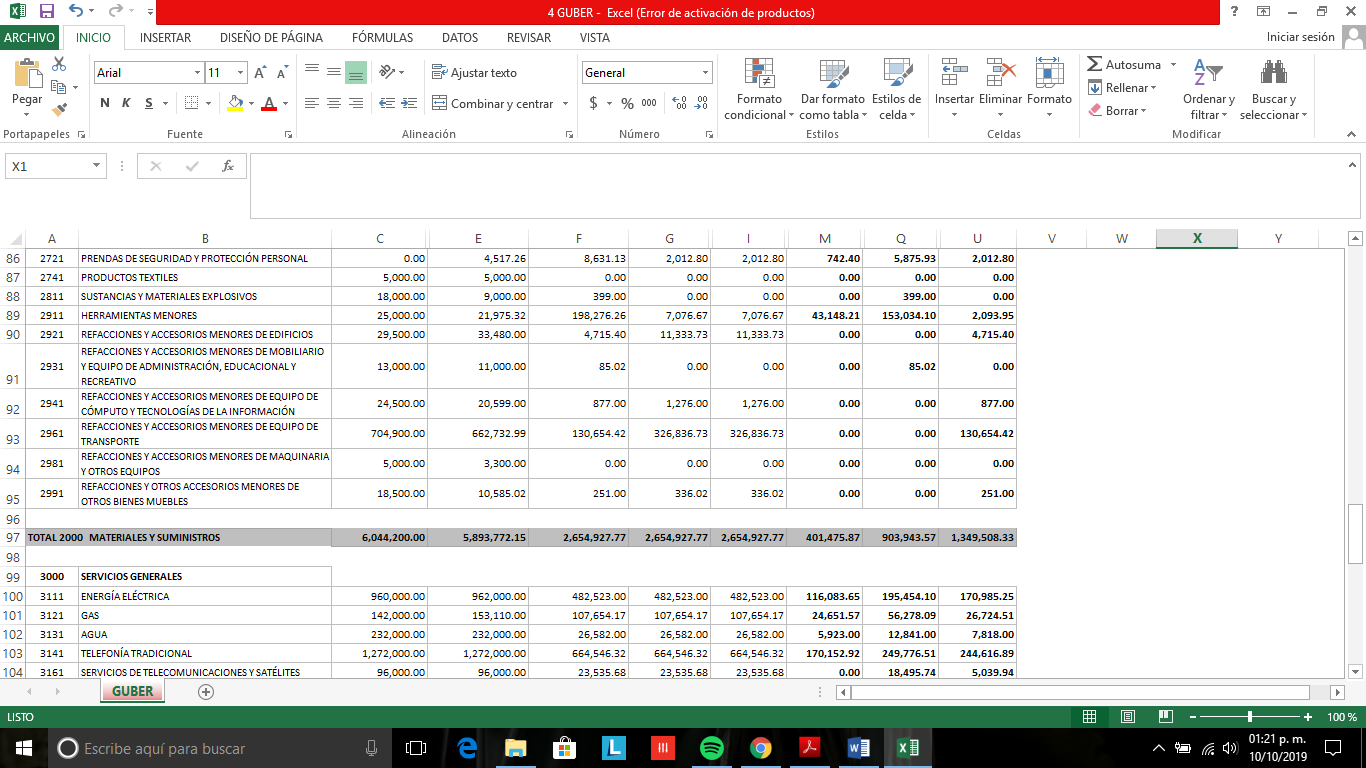 4 GUBER - Excel (Error de activación de productos)
ARCHIVO INICIO INSERTAR DISEÑO DE PÁGINA FÓRMULAS DATOS REVISAR VISTA Iniciar sesión
Pegar Arial 11 Ajustar texto General Formato condicional Dar formato como tabla Estilos de celda Insertar Eliminar Formato Autosuma Rellenar Borrar Ordenar y filtrar Buscar y seleccionar
N K S Combinar y centrar $ % 000
Portapapeles Fuente Alineación Número Estilos Celdas Modificar
X1 fx
A B C E F G I M Q U V W X Y
86 2721 PRENDAS DE SEGURIDAD Y PROTECCIÓN PERSONAL 0.00 4,517.26 8,631.13 2,012.80 2,012.80 742.40 5,875.93 2,012.80
87 2741 PRODUCTOS TEXTILES 5,000.00 5,000.00 0.00 0.00 0.00 0.00 0.00 0.00
88 2811 SUSTANCIAS Y MATERIALES EXPLOSIVOS 18,000.00 9,000.00 399.00 0.00 0.00 0.00 399.00 0.00
89 2911 HERRAMIENTAS MENORES 25,000.00 21,975.32 198,276.26 7,076.67 7,076.67 43,148.21 153,034.10 2,093.95
90 2921 REFACCIONES Y ACCESORIOS MENORES DE EDIFICIOS 29,500.00 33,480.00 4,715.40 11,333.73 11,333.73 0.00 0.00 4,715.40
REFACCIONES Y ACCESORIOS MENORES DE MOBILIARIO
91 2931 Y EQUIPO DE ADMINISTRACIÓN, EDUCACIONAL Y 13,000.00 11,000.00 85.02 0.00 0.00 0.00 85.02 0.00
RECREATIVO
REFACCIONES Y ACCESORIOS MENORES DE EQUIPO DE
92 2941 CÓMPUTO Y TECNOLOGÍAS DE LA INFORMACIÓN 24,500.00 20,599.00 877.00 1,276.00 1,276.00 0.00 0.00 877.00
REFACCIONES Y ACCESORIOS MENORES DE EQUIPO DE
93 2961 TRANSPORTE 704,900.00 662,732.99 130,654.42 326,836.73 326,836.73 0.00 0.00 130,654.42
REFACCIONES Y ACCESORIOS MENORES DE MAQUINARIA
94 2981 Y OTROS EQUIPOS 5,000.00 3,300.00 0.00 0.00 0.00 0.00 0.00 0.00
REFACCIONES Y OTROS ACCESORIOS MENORES DE
95 2991 OTROS BIENES MUEBLES 18,500.00 10,585.02 251.00 336.02 336.02 0.00 0.00 251.00
96
97 TOTAL 2000 MATERIALES Y SUMINISTROS 6,044,200.00 5,893,772.15 2,654,927.77 2,654,927.77 2,654,927.77 401,475.87 903,943.57 1,349,508.33
98
99 3000 SERVICIOS GENERALES
100 3111 ENERGÍA ELÉCTRICA 960,000.00 962,000.00 482,523.00 482,523.00 482,523.00 116,083.65 195,454.10 170,985.25
101 3121 GAS 142,000.00 153,110.00 107,654.17 107,654.17 107,654.17 24,651.57 56,278.09 26,724.51
102 3131 AGUA 232,000.00 232,000.00 26,582.00 26,582.00 26,582.00 5,923.00 12,841.00 7,818.00
103 3141 TELEFONÍA TRADICIONAL 1,272,000.00 1,272,000.00 664,546.32 664,546.32 664,546.32 170,152.92 249,776.51 244,616.89
104 3161 SERVICIOS DE TELECOMUNICACIONES Y SATÉLITES 96,000.00 96,000.00 23,535.68 23,535.68 23,535.68 0.00 18,495.74 5,039.94
GUBER
LISTO 100 %
Escribe aquí para buscar
01:21 p. m.
10/10/2019